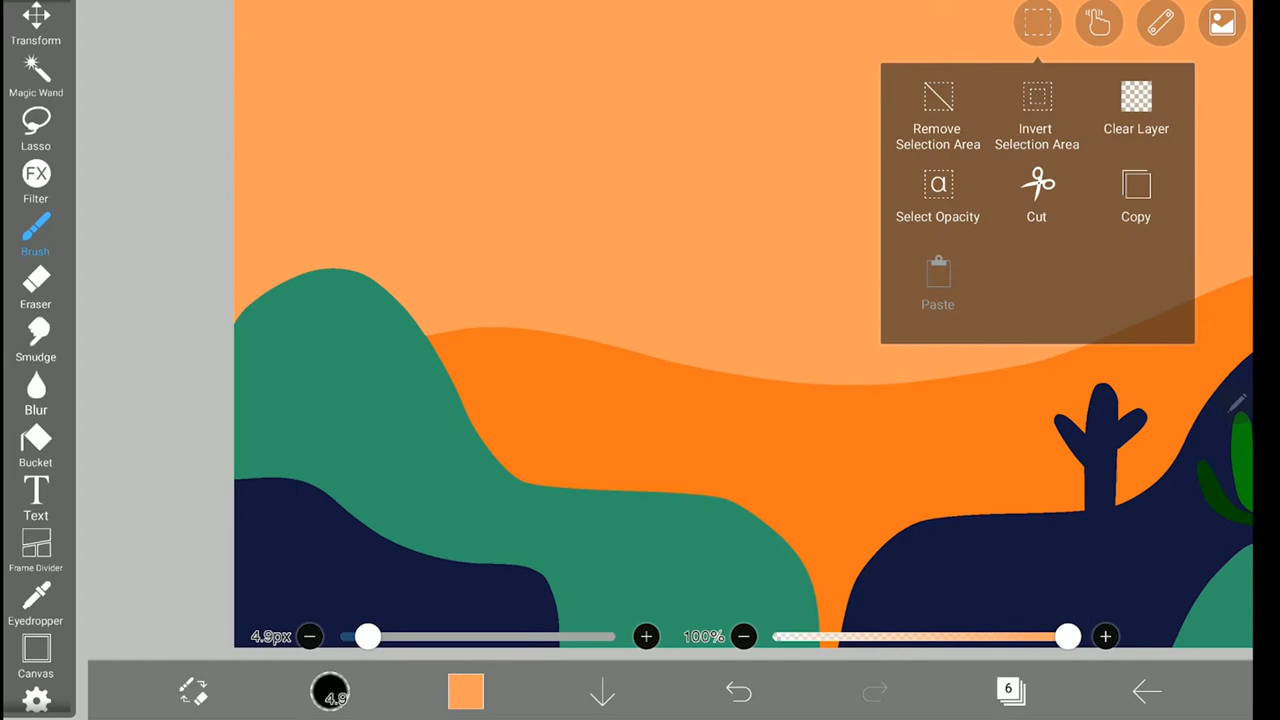 Transform
Magic Wand
Lasso
FX
Filter
Brush
Eraser
Smudge
Blur
Bucket
T
Text
Frame Divider
Eyedropper
Canvas
Remove
Selection Area
Invert
Selection Area
Clear Layer
α
Select Opacity
Cut
Copy
Paste
4.9px
100%
4.9
6